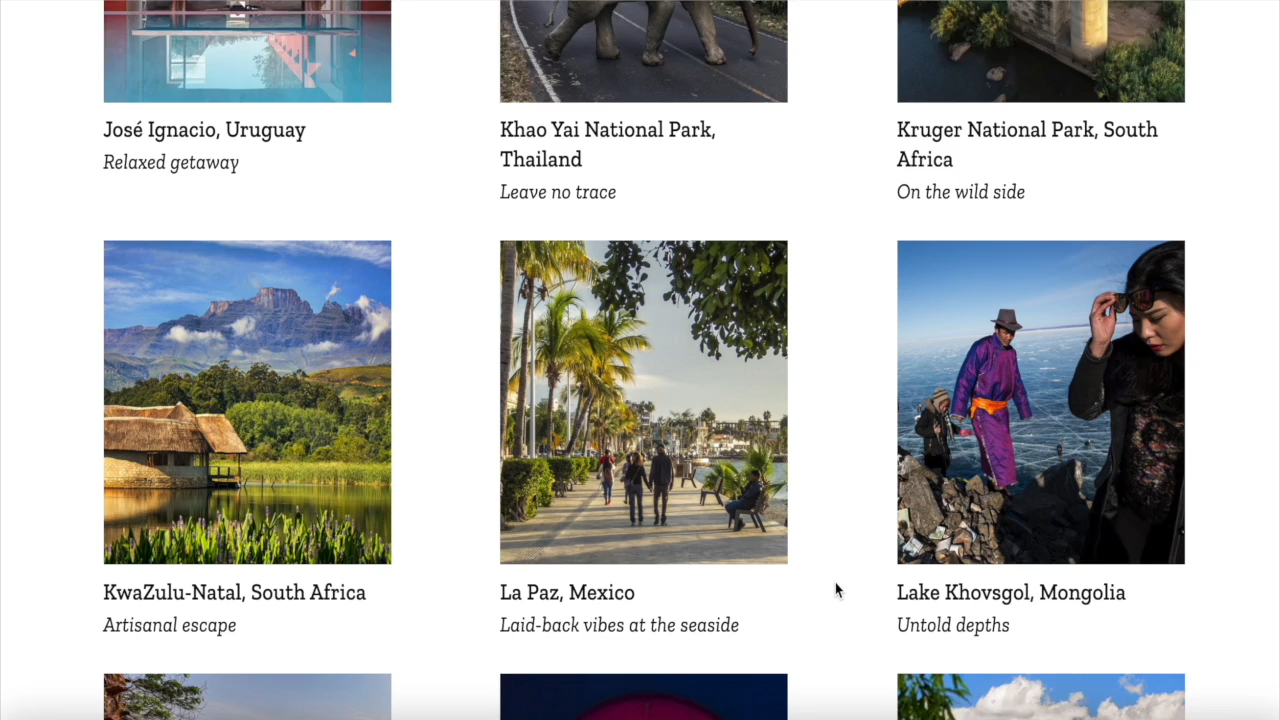 José Ignacio, Uruguay
Relaxed getaway
Khao Yai National Park,
Thailand
Leave no trace
Kruger National Park, South
Africa
On the wild side
KwaZulu-Natal, South Africa
Artisanal escape
La Paz, Mexico
Laid-back vibes at the seaside
Lake Khovsgol, Mongolia
Untold depths